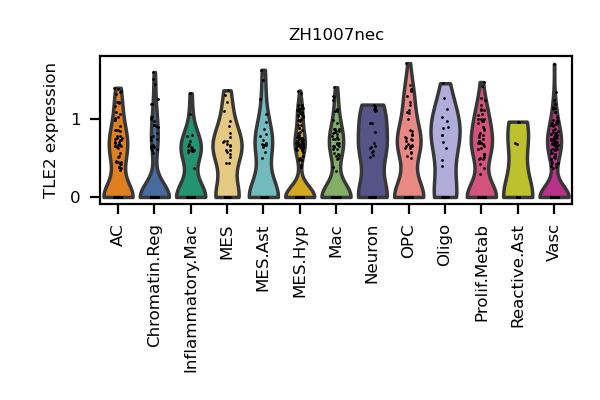 ZH1007nec
TLE2 expression
1
0
AC
Chromatin.Reg
Inflammatory.Mac
MES
MES.Ast
MES.Hyp
Mac
Neuron
OPC
Oligo
Prolif.Metab
Reactive.Ast
Vasc